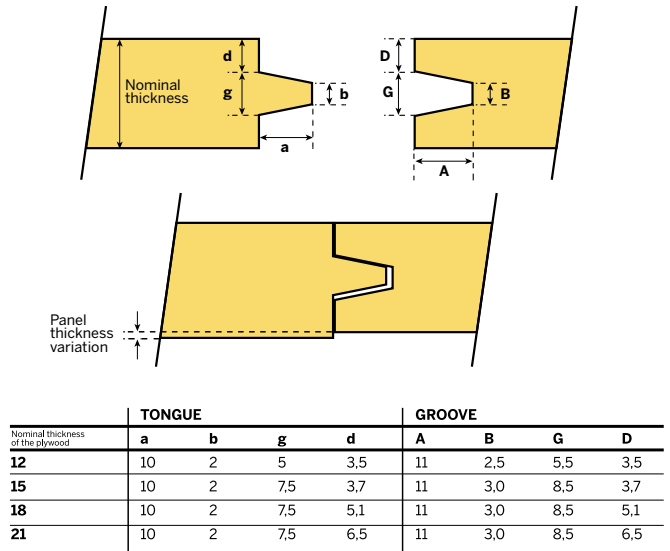 d
D
Nominal
thickness
g
b
G
B
a
A
Panel
thickness
variation
TONGUE GROOVE
Nominal thickness
of the plywood
a b g d A B G D
12 10 2 5 3,5 11 2,5 5,5 3,5
15 10 2 7,5 3,7 11 3,0 8,5 3,7
18 10 2 7,5 5,1 11 3,0 8,5 5,1
21 10 2 7,5 6,5 11 3,0 8,5 6,5